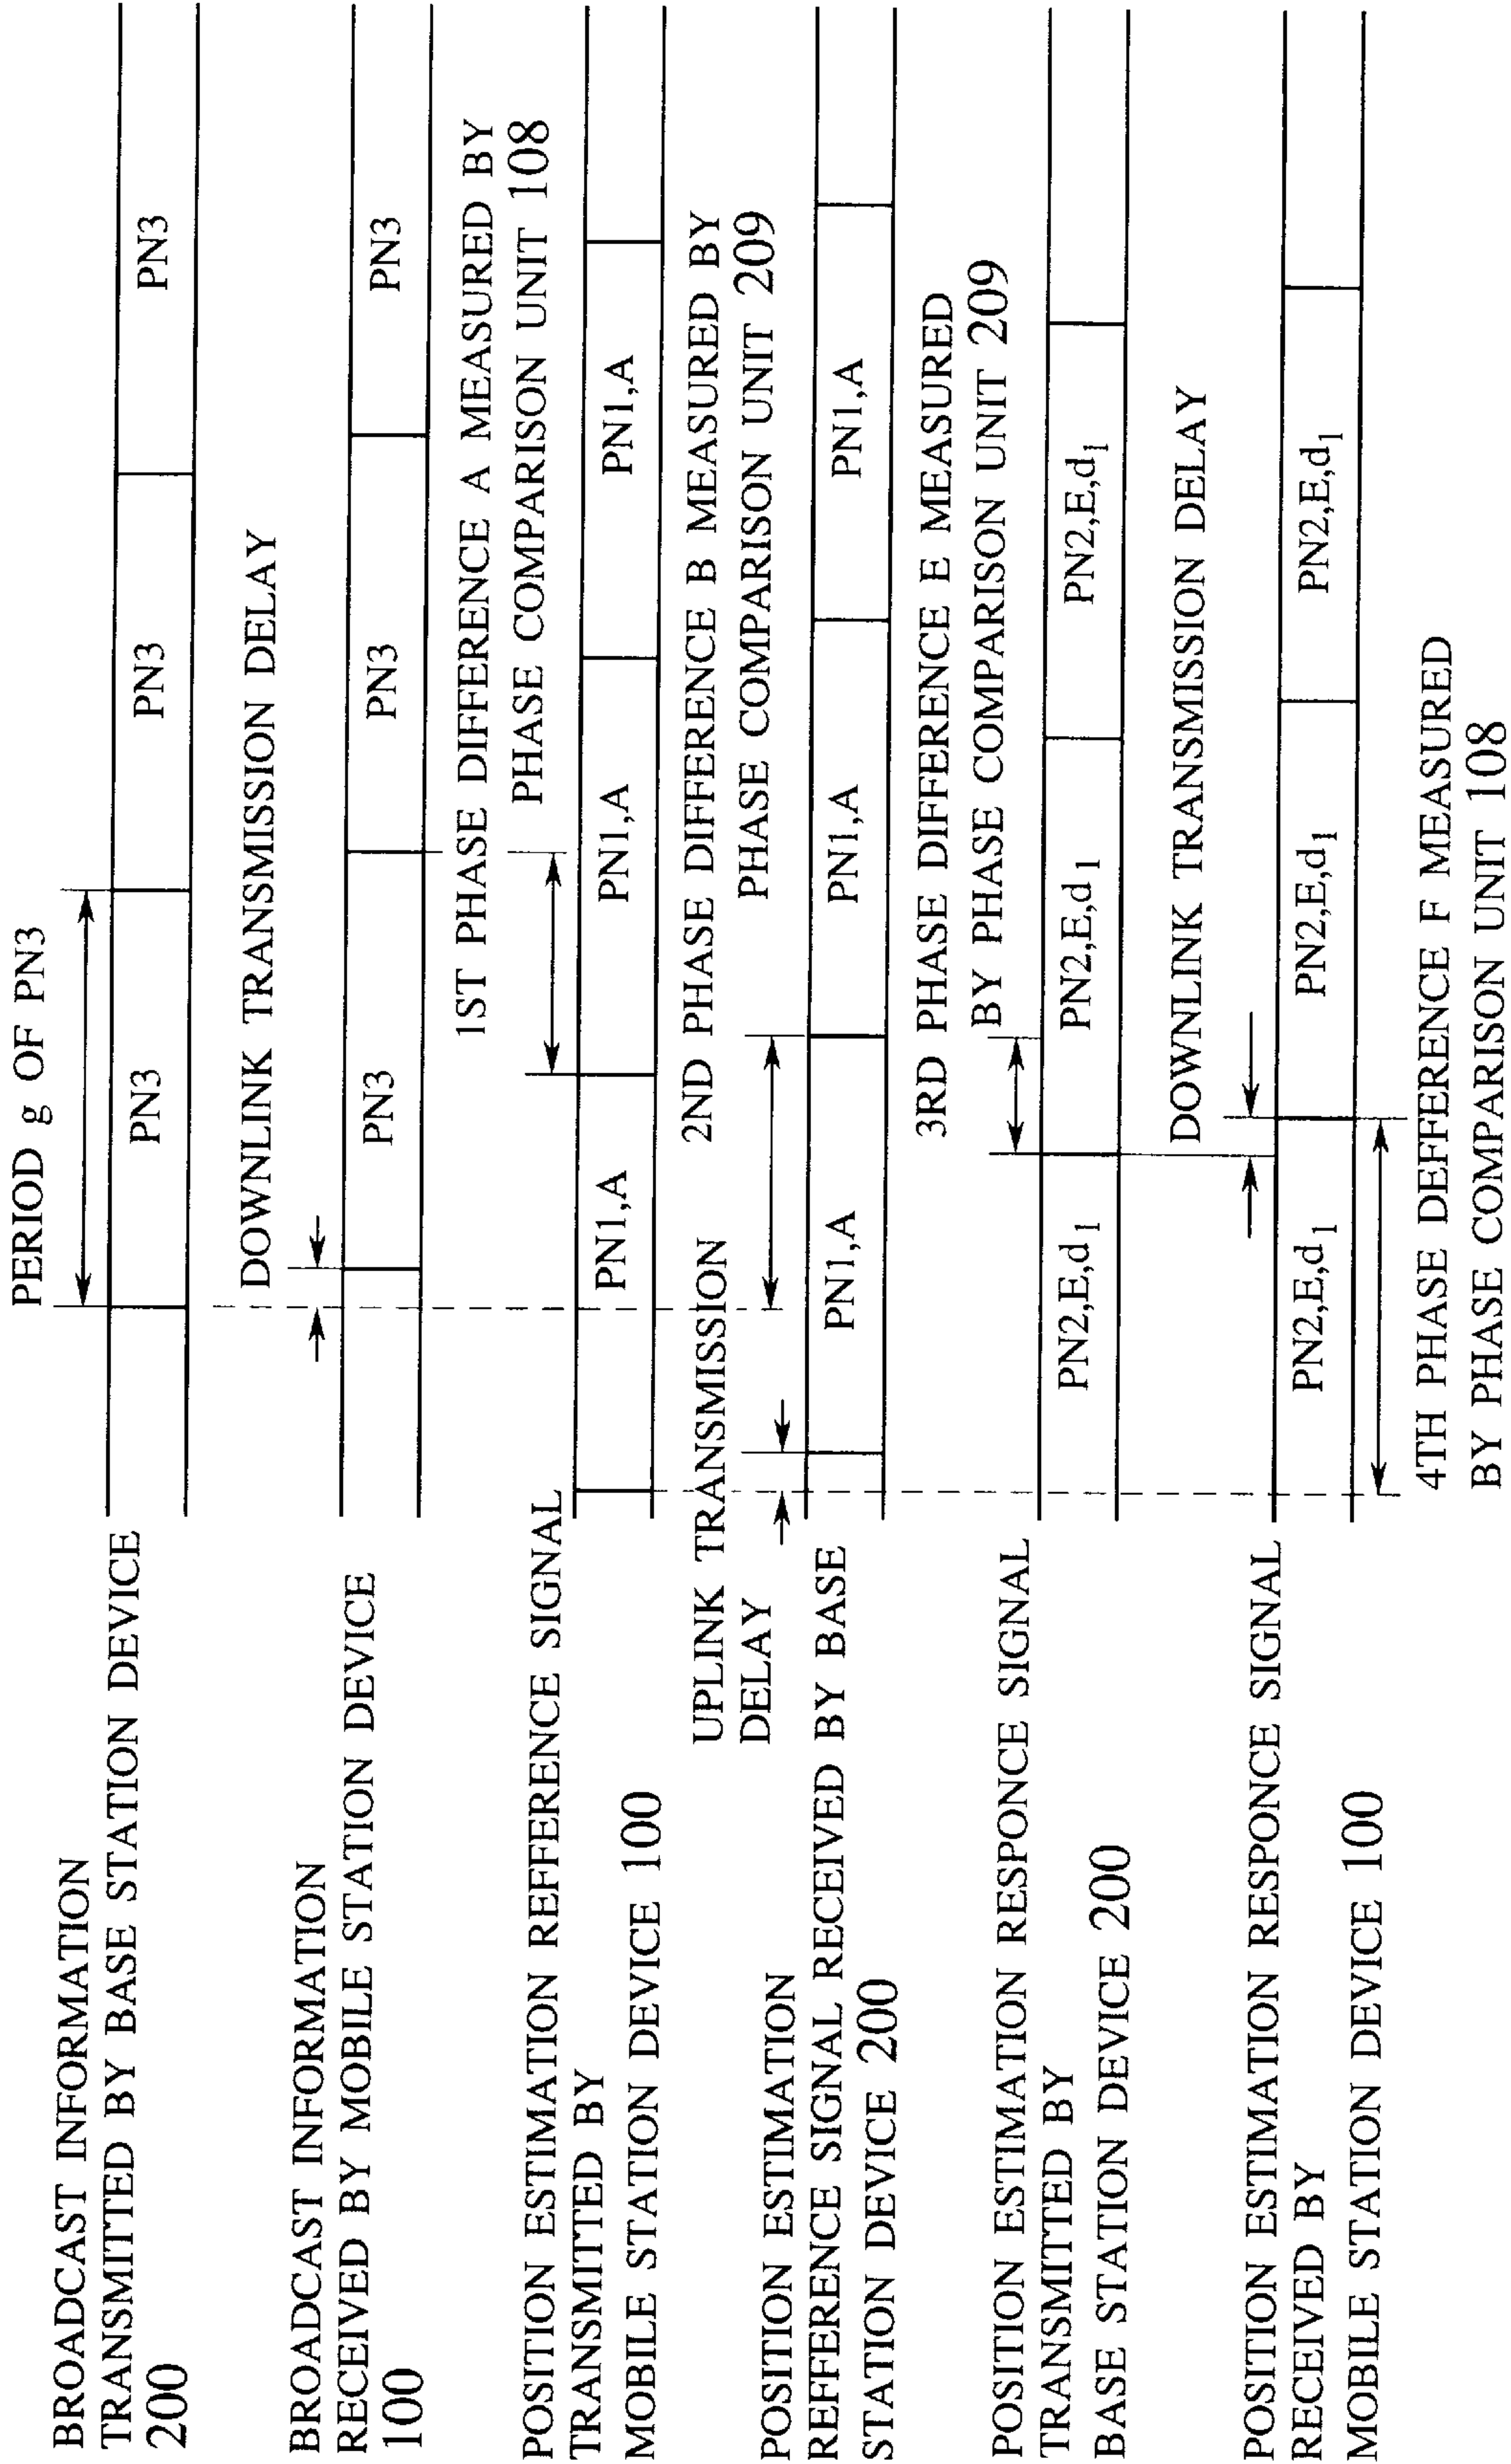 PERIOD g OF PN3
BROADCAST INFORMATION
TRANSMITTED BY BASE STATION DEVICE
200
PN3
PN3
PN3
DOWNLINK TRANSMISSION DELAY
BROADCAST INFORMATION
RECEIVED BY MOBILE STATION DEVICE
100
PN3
PN3
PN3
1ST PHASE DIFFERENCE A MEASURED BY
PHASE COMPARISON UNIT 108
POSITION ESTIMATION REFFERENCE SIGNAL
TRANSMITTED BY
MOBILE STATION DEVICE 100
PN1,A
PN1,A
PN1,A
UPLINK TRANSMISSION
DELAY
2ND PHASE DIFFERENCE B MEASURED BY
PHASE COMPARISON UNIT 209
POSITION ESTIMATION
REFFERENCE SIGNAL RECEIVED BY BASE
STATION DEVICE 200
PN1,A
PN1,A
PN1,A
3RD PHASE DIFFERENCE E MEASURED
BY PHASE COMPARISON UNIT 209
POSITION ESTIMATION RESPONCE SIGNAL
TRANSMITTED BY
BASE STATION DEVICE 200
PN2,E,d1
PN2,E,d1
PN2,E,d1
DOWNLINK TRANSMISSION DELAY
POSITION ESTIMATION RESPONCE SIGNAL
RECEIVED BY
MOBILE STATION DEVICE 100
PN2,E,d1
PN2,E,d1
PN2,E,d1
4TH PHASE DEFFERENCE F MEASURED
BY PHASE COMPARISON UNIT 108